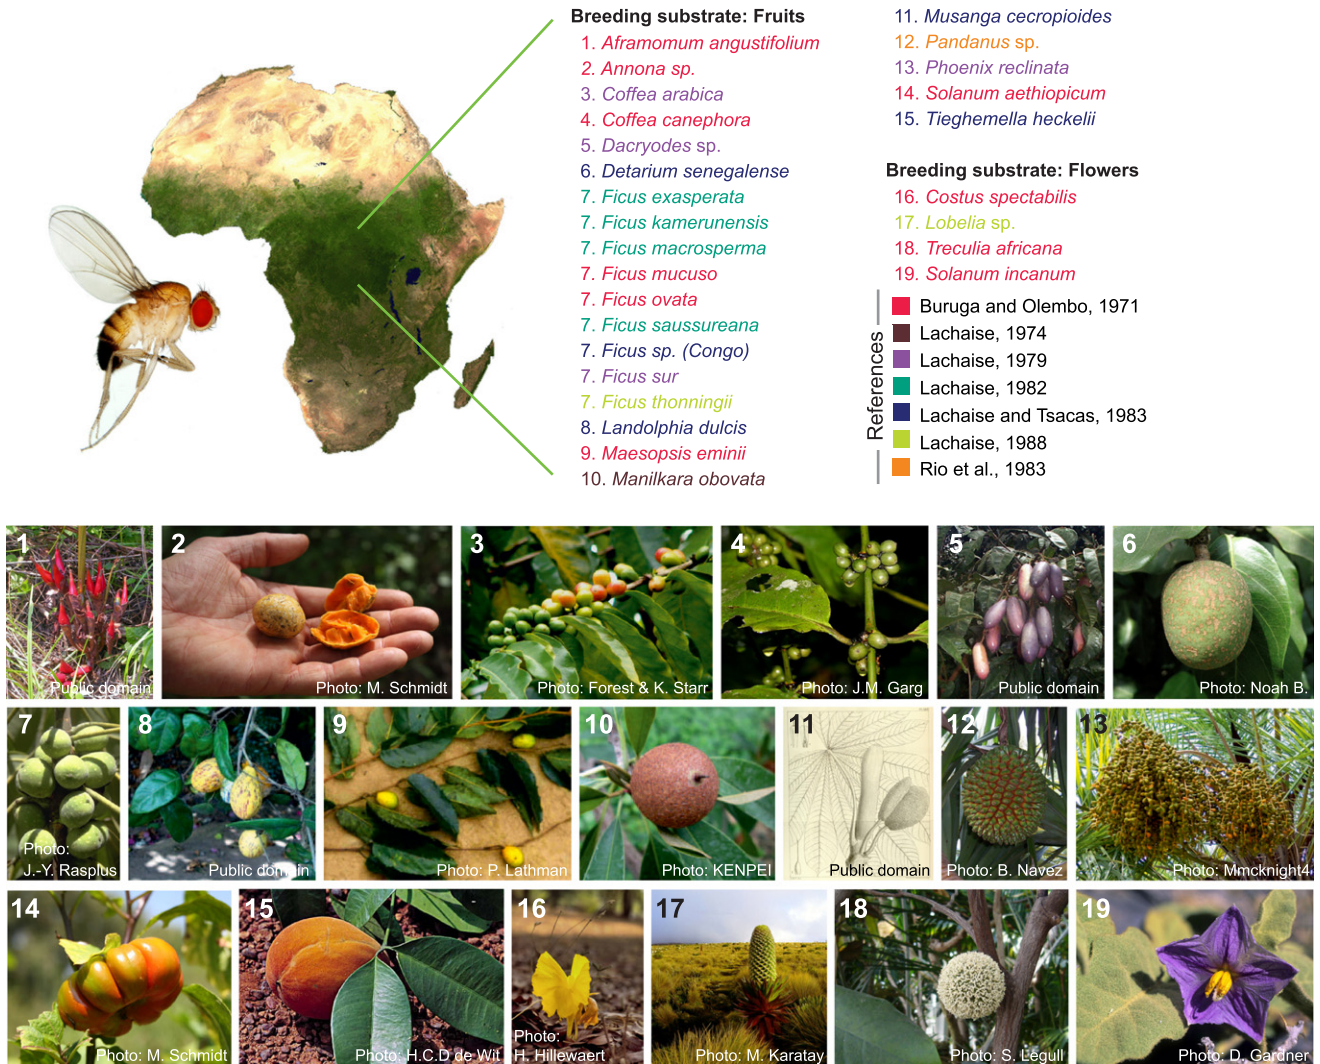 Breeding substrate: Fruits
1. Aframomum angustifolium
2. Annona sp.
3. Coffea arabica
4. Coffea canephora
5. Dacryodes sp.
6. Detarium senegalense
7. Ficus exasperata
7. Ficus kamerunensis
7. Ficus macrosperma
7. Ficus mucuso
7. Ficus ovata
7. Ficus saussureana
7. Ficus sp. (Congo)
7. Ficus sur
7. Ficus thonningii
8. Landolphia dulcis
9. Maesopsis eminii
10. Manilkara obovata
11. Musanga cecropioides
12. Pandanus sp.
13. Phoenix reclinata
14. Solanum aethiopicum
15. Tieghemella heckelii
Breeding substrate: Flowers
16. Costus spectabilis
17. Lobelia sp.
18. Treculia africana
19. Solanum incanum
References
Buruga and Olembo, 1971
Lachaise, 1974
Lachaise, 1979
Lachaise, 1982
Lachaise and Tsacas, 1983
Lachaise, 1988
Rio et al., 1983
1
Public domain
2
Photo: M. Schmidt
3
Photo: Forest & K. Starr
4
Photo: J.M. Garg
5
Public domain
6
Photo: Noah B.
7
Photo:
J.-Y. Rasplus
8
Public domain
9
Photo: P. Lathman
10
Photo: KENPEI
11
Public domain
12
Photo: B. Navez
13
Photo: Mmcknight4
14
Photo: M. Schmidt
15
Photo: H.C.D de Wit
16
Photo:
H. Hillewaert
17
Photo: M. Karatay
18
Photo: S. Legull
19
Photo: D. Gardner